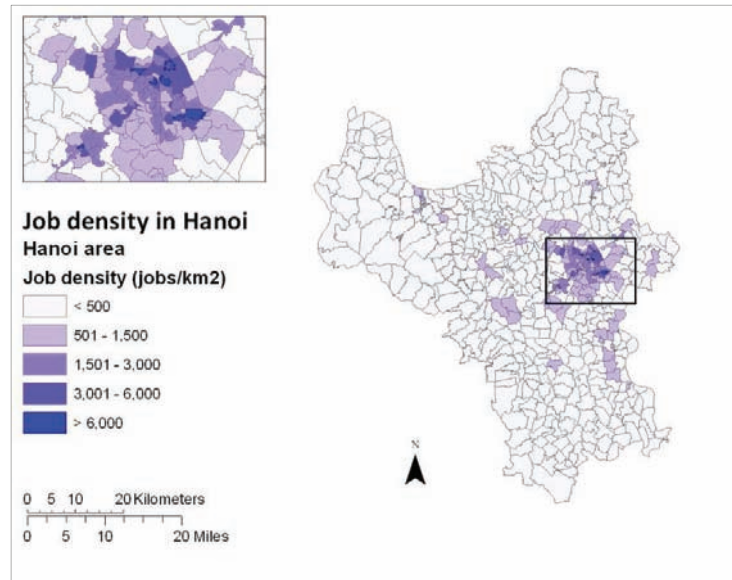 Job density in Hanoi
Hanoi area
Job density (jobs/km2)
< 500
501 - 1.500
1,501 - 3,000
3,001 - 6,000
> 6,000
N
0 5 10 20 Kilometers
0 5 10 20 Miles